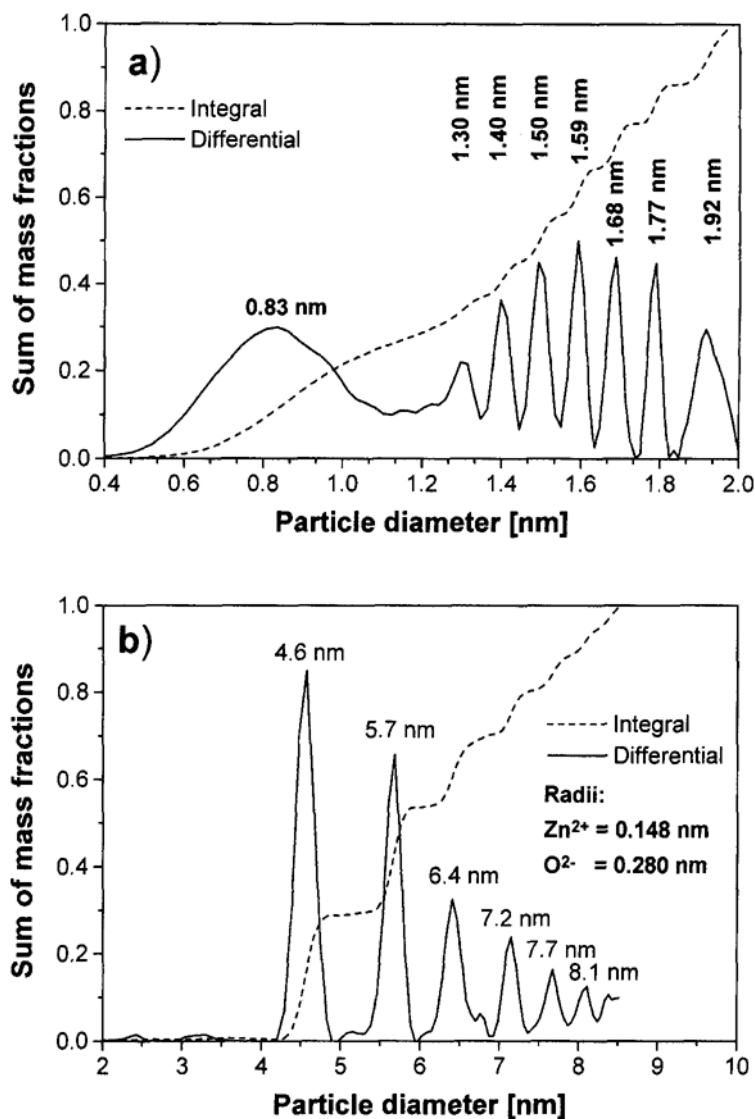 a)
Integral
Differential
0.83 nm
1.30 nm
1.40 nm
1.50 nm
1.59 nm
1.68 nm
1.77 nm
1.92 nm
Sum of mass fractions
1.0
0.8
0.6
0.4
0.2
0.0
0.4 0.6 0.8 1.0 1.2 1.4 1.6 1.8 2.0
Particle diameter [nm]
b)
4.6 nm
5.7 nm
6.4 nm
7.2 nm
7.7 nm
8.1 nm
Integral
Differential
Radii:
Zn²⁺ = 0.148 nm
O²⁻ = 0.280 nm
Sum of mass fractions
1.0
0.8
0.6
0.4
0.2
0.0
2 3 4 5 6 7 8 9 10
Particle diameter [nm]